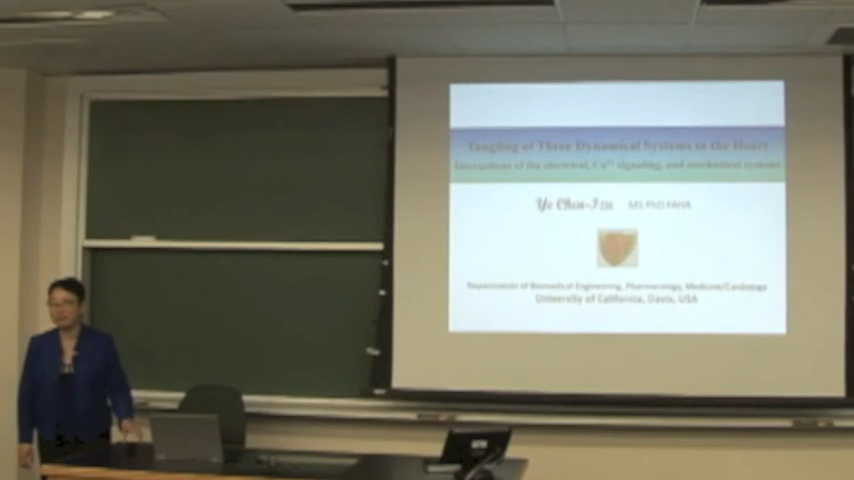 Tangling of Three Dynamical Systems in the Heart
Interactions of the electrical, Ca²⁺ signaling, and mechanical systems
Ye Chen-Izu MS PhD FAHA
Departments of Biomedical Engineering, Pharmacology, Medicine/Cardiology
University of California, Davis, USA